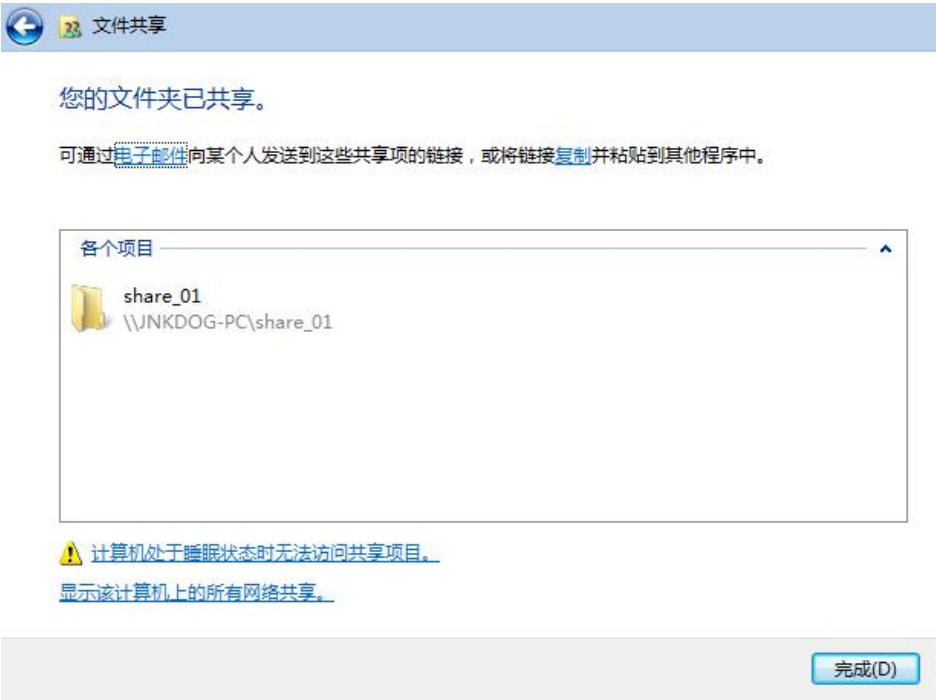 文件共享
您的文件夹已共享。
可通过电子邮件向某个人发送到这些共享项的链接，或将链接复制并粘贴到其他程序中。
各个项目
share_01
\\JNKDOG-PC\share_01
计算机处于睡眠状态时无法访问共享项目。
显示该计算机上的所有网络共享。
完成(D)